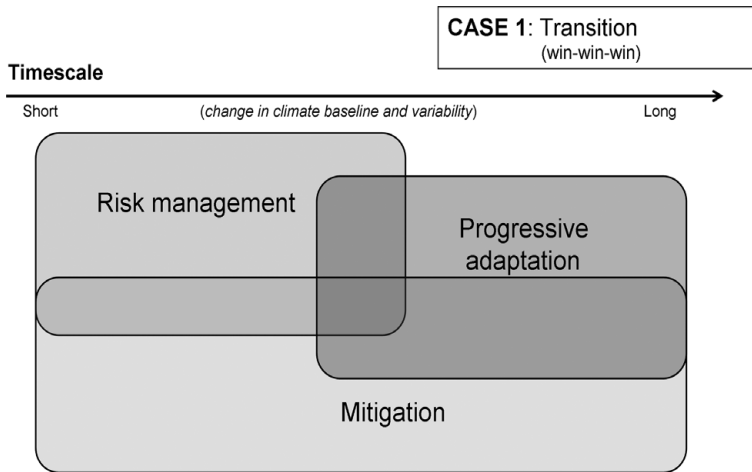 CASE 1: Transition
(win-win-win)
Timescale
Short (change in climate baseline and variability) Long
Risk management
Progressive
adaptation
Mitigation